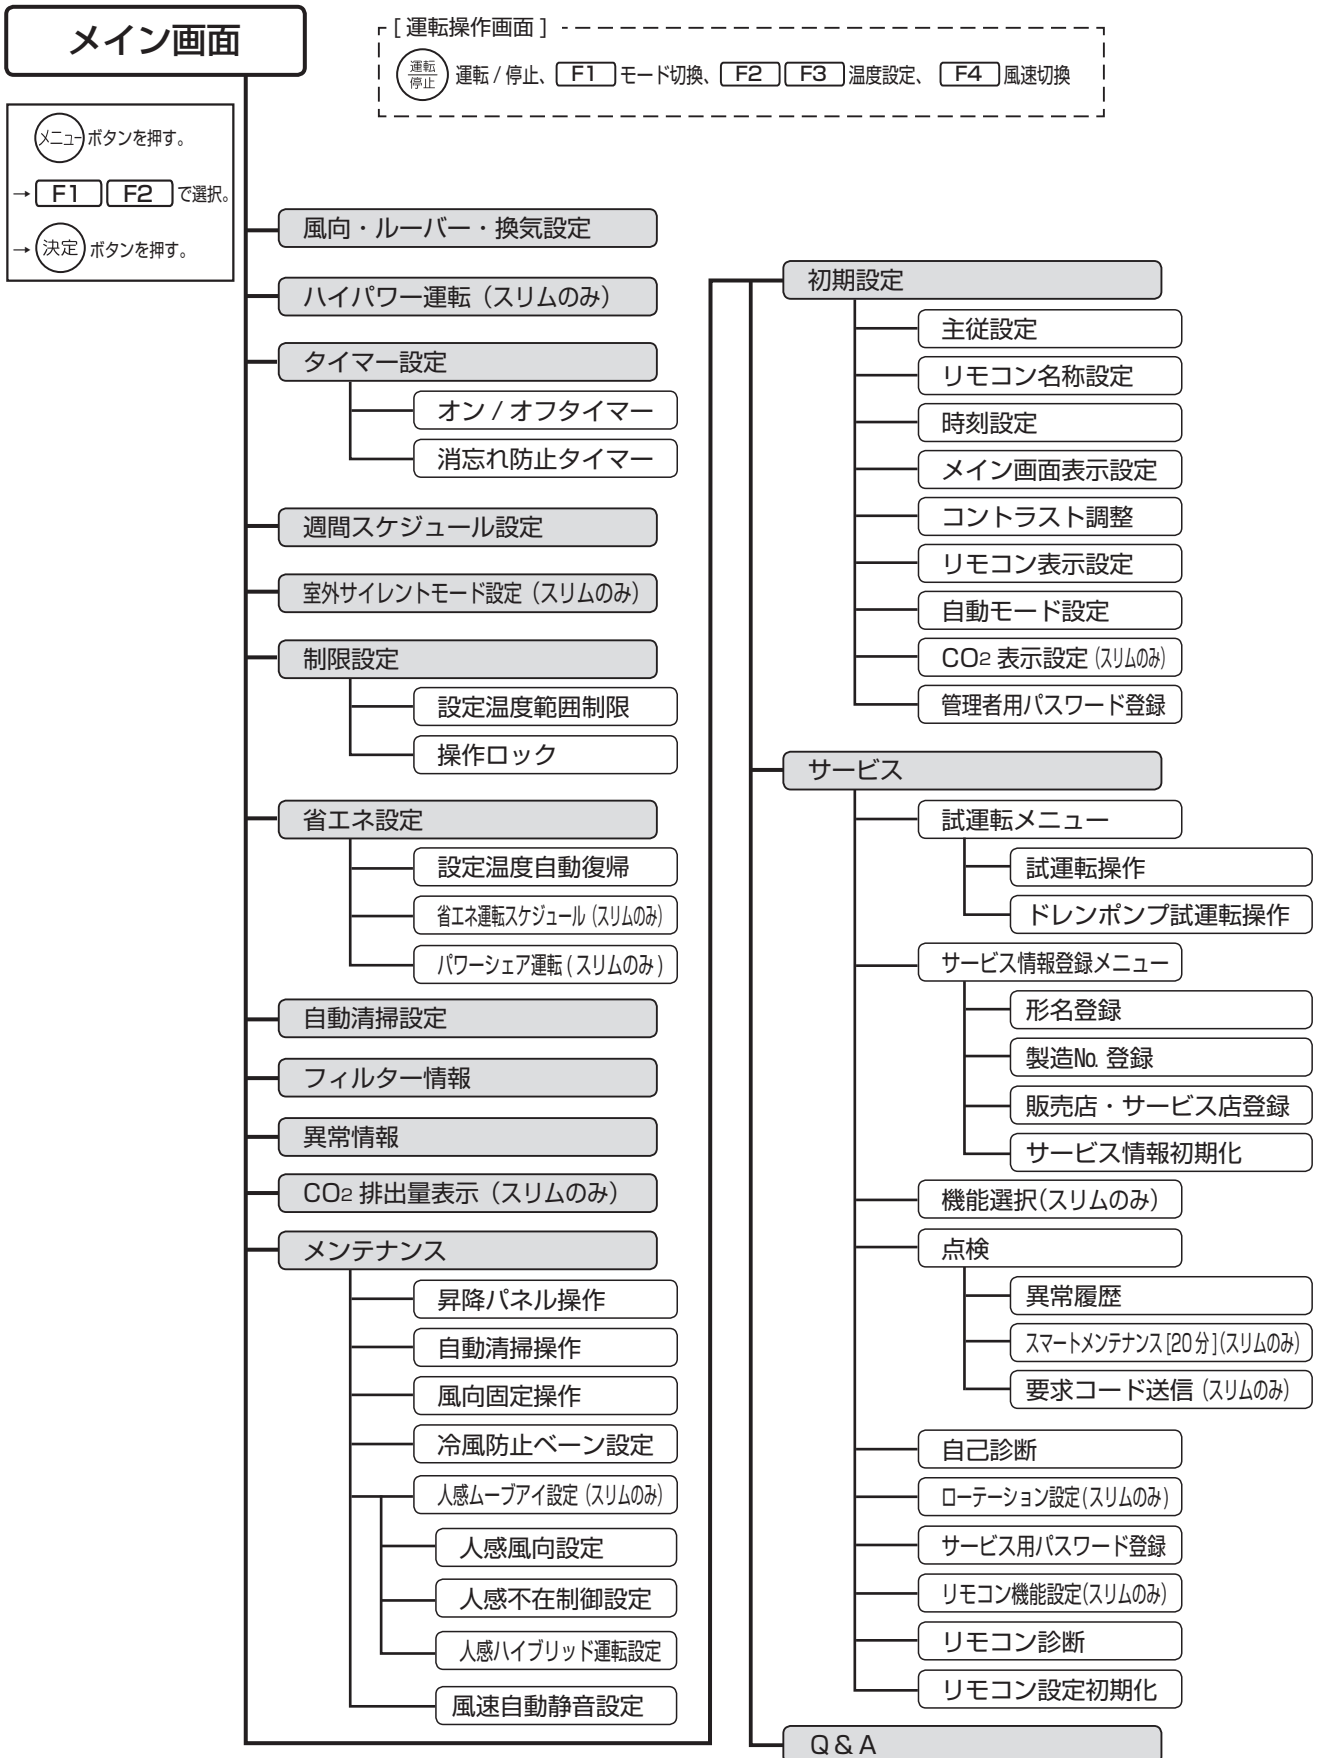 メイン画面
[ 運転操作画面 ]
運転
停止
運転 / 停止、 F1 モード切換、 F2 F3 温度設定、 F4 風速切換
メニュー ボタンを押す。
→ F1 F2 で選択。
→ 決定 ボタンを押す。
風向・ルーバー・換気設定
ハイパワー運転（スリムのみ）
タイマー設定
オン / オフタイマー
消忘れ防止タイマー
週間スケジュール設定
室外サイレントモード設定（スリムのみ）
制限設定
設定温度範囲制限
操作ロック
省エネ設定
設定温度自動復帰
省エネ運転スケジュール（スリムのみ）
パワーシェア運転 ( スリムのみ )
自動清掃設定
フィルター情報
異常情報
CO2 排出量表示（スリムのみ）
メンテナンス
昇降パネル操作
自動清掃操作
風向固定操作
冷風防止ベーン設定
人感ムーブアイ設定（スリムのみ）
人感風向設定
人感不在制御設定
人感ハイブリッド運転設定
風速自動静音設定
初期設定
主従設定
リモコン名称設定
時刻設定
メイン画面表示設定
コントラスト調整
リモコン表示設定
自動モード設定
CO2 表示設定（スリムのみ）
管理者用パスワード登録
サービス
試運転メニュー
試運転操作
ドレンポンプ試運転操作
サービス情報登録メニュー
形名登録
製造№. 登録
販売店・サービス店登録
サービス情報初期化
機能選択（スリムのみ）
点検
異常履歴
スマートメンテナンス [20 分 ]（スリムのみ）
要求コード送信（スリムのみ）
自己診断
ローテーション設定（スリムのみ）
サービス用パスワード登録
リモコン機能設定（スリムのみ）
リモコン診断
リモコン設定初期化
Q & A